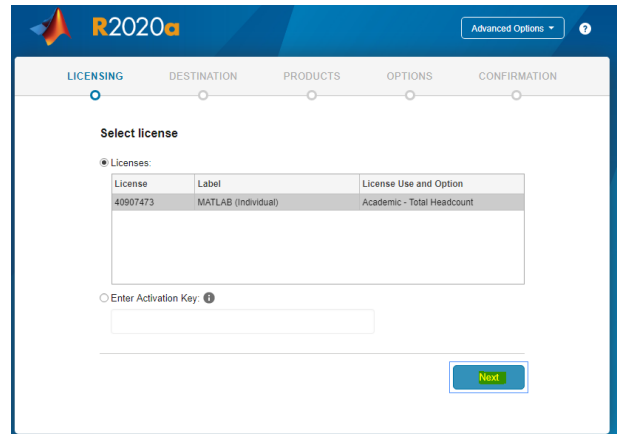 R2020a Advanced Options ?
LICENSING DESTINATION PRODUCTS OPTIONS CONFIRMATION
Select license
Licenses:
License Label License Use and Option
40907473 MATLAB (Individual) Academic - Total Headcount
Enter Activation Key: i
Next